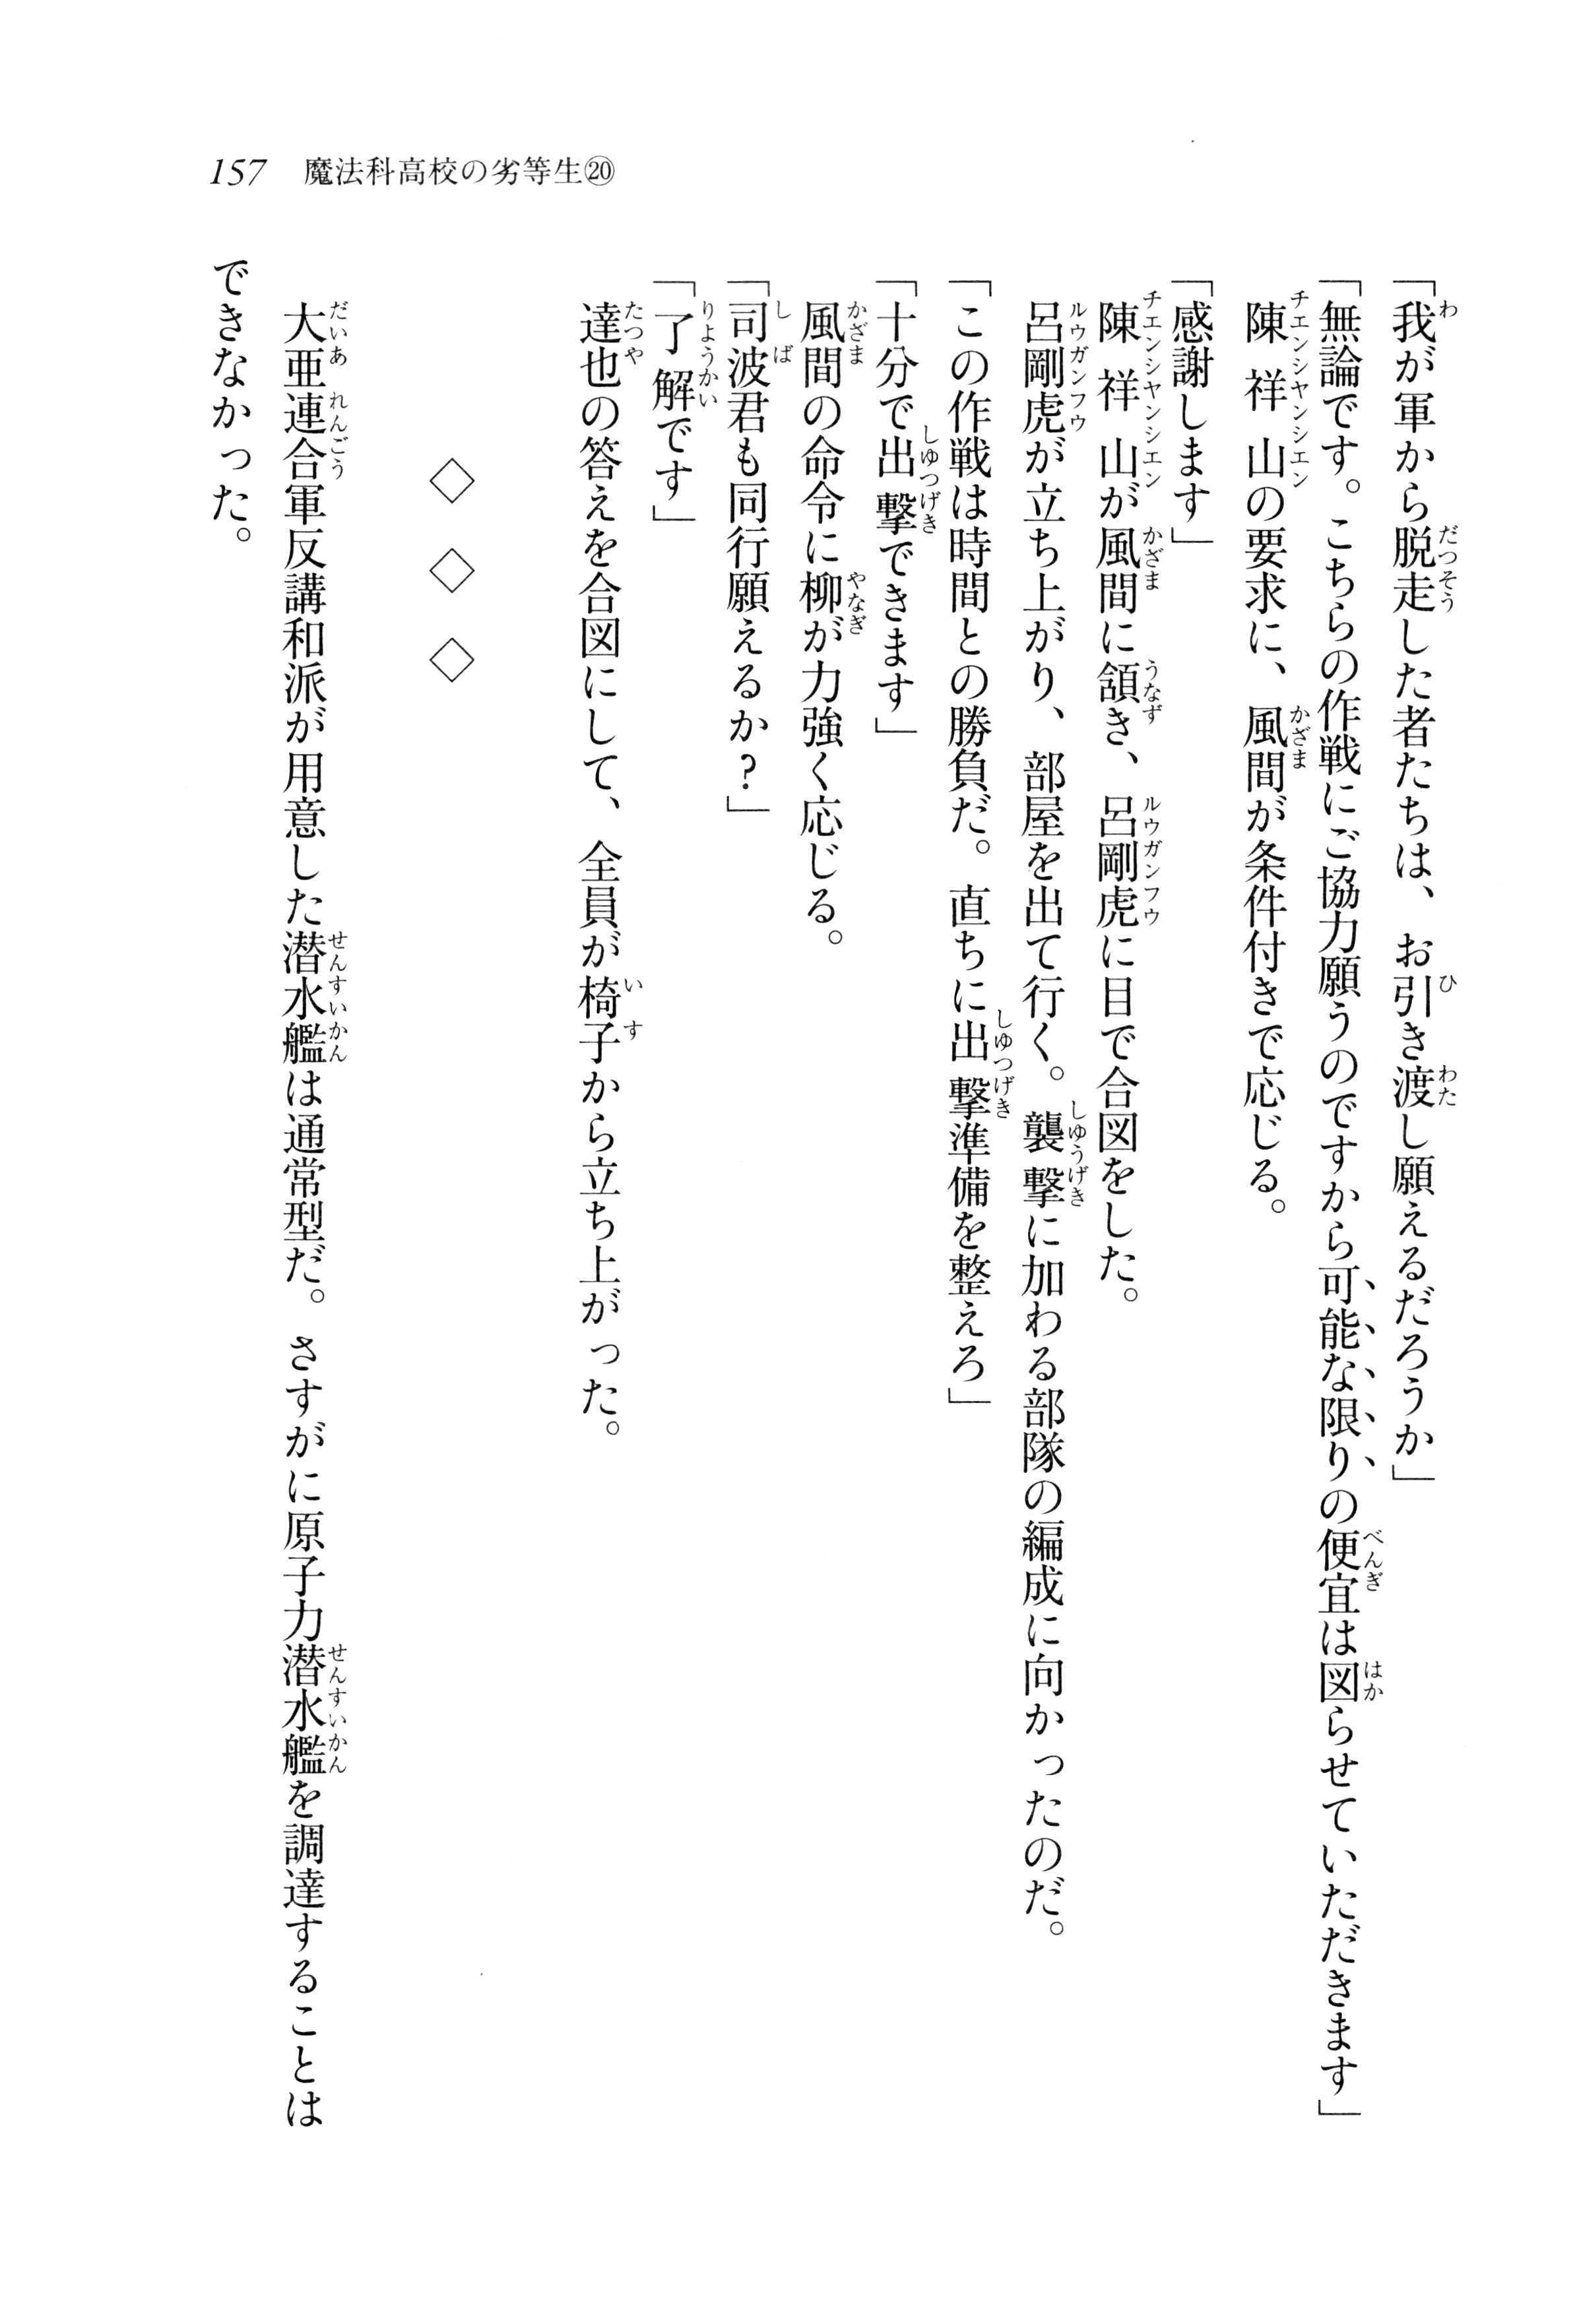 157 魔法科高校の劣等生⑳
「我が軍から脱走した者たちは、お引き渡し願えるだろうか」
「無論です。こちらの作戦にご協力願うのですから可能な限りの便宜は図らせていただきます」
陳祥山の要求に、風間が条件付きで応じる。
「感謝します」
陳祥山が風間に頷き、呂剛虎に目で合図をした。
呂剛虎が立ち上がり、部屋を出て行く。襲撃に加わる部隊の編成に向かったのだ。
「この作戦は時間との勝負だ。直ちに出撃準備を整えろ」
「十分で出撃できます」
風間の命令に柳が力強く応じる。
「司波君も同行願えるか?」
「了解です」
達也の答えを合図にして、全員が椅子から立ち上がった。
◇ ◇ ◇
大亜連合軍反講和派が用意した潜水艦は通常型だ。さすがに原子力潜水艦を調達することは
できなかった。